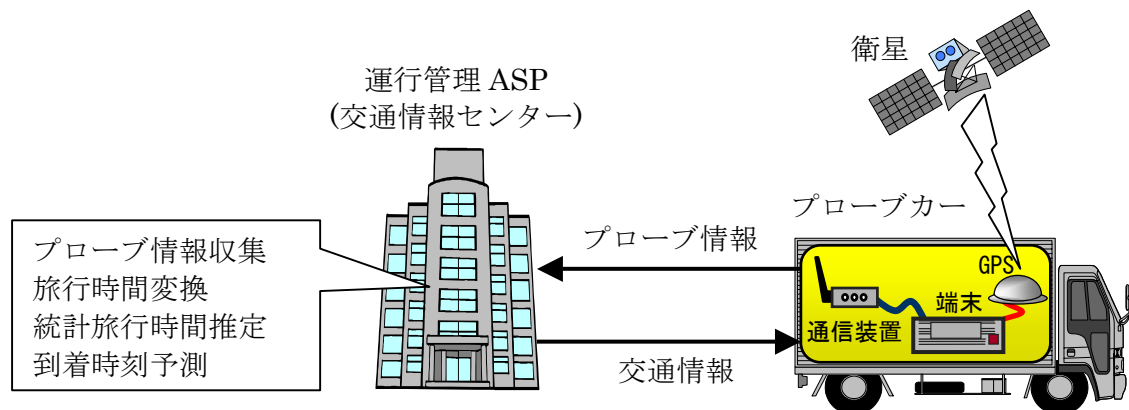 衛星
運行管理 ASP
(交通情報センター)
プローブカー
プローブ情報収集
旅行時間変換
統計旅行時間推定
到着時刻予測
プローブ情報
GPS
端末
通信装置
交通情報